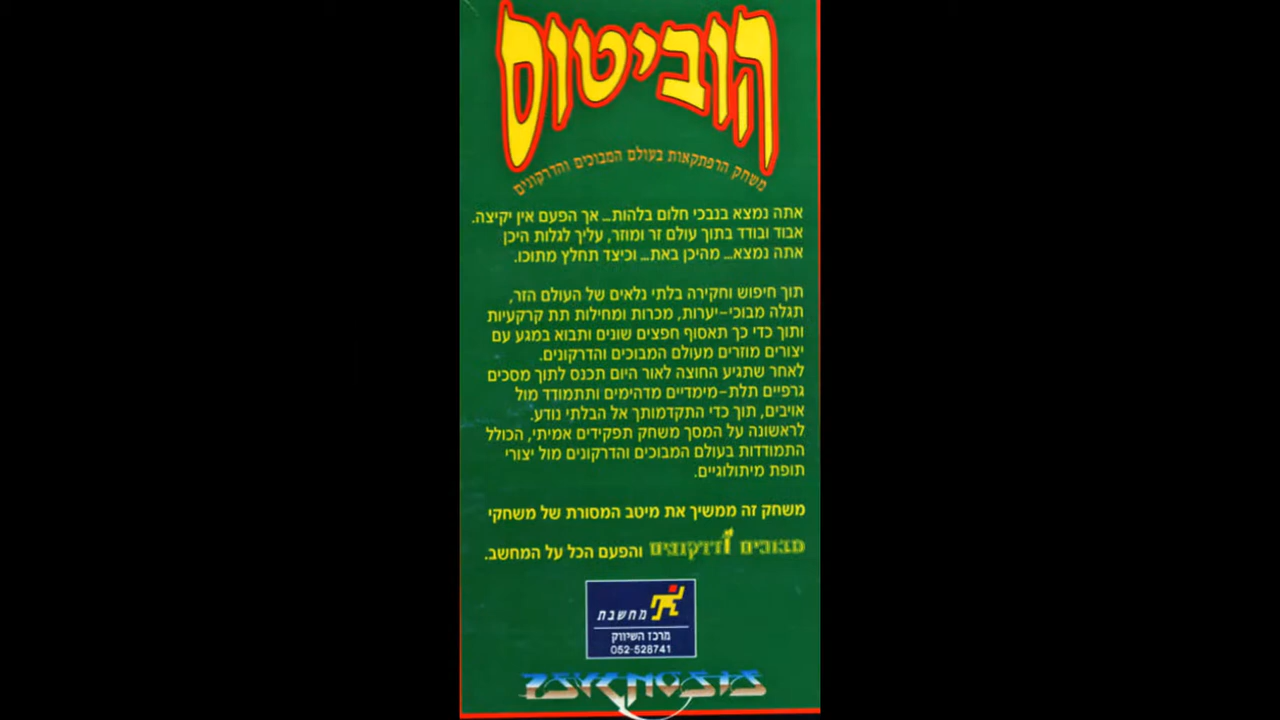 הוביטוס
משחק הרפתקאות בעולם המבוכים והדרקונים
אתה נמצא בנבכי חלום בלהות... אך הפעם אין יקיצה.
אבוד ובודד בתוך עולם זר ומוזר, עליך לגלות היכן
אתה נמצא... מהיכן באת... וכיצד תחלץ מתוכו.
תוך חיפוש וחקירה בלתי נלאים של העולם הזר,
תגלה מבוכי-יערות, מכרות ומחילות תת קרקעיות
ותוך כדי כך תאסוף חפצים שונים ותבוא במגע עם
יצורים מוזרים מעולם המבוכים והדרקונים.
לאחר שתגיע החוצה לאור היום תכנס לתוך מסכים
גרפיים תלת-מימדיים מדהימים ותתמודד מול
אויבים, תוך כדי התקדמותך אל הבלתי נודע.
לראשונה על המסך משחק תפקידים אמיתי, הכולל
התמודדות בעולם המבוכים והדרקונים מול יצורי
תופת מיתולוגיים.
משחק זה ממשיך את מיטב המסורת של משחקי
מבוכים ודרקונים והפעם הכל על המחשב.
מחשבת
מרכז השיווק
052-528741
PSYGNOSIS